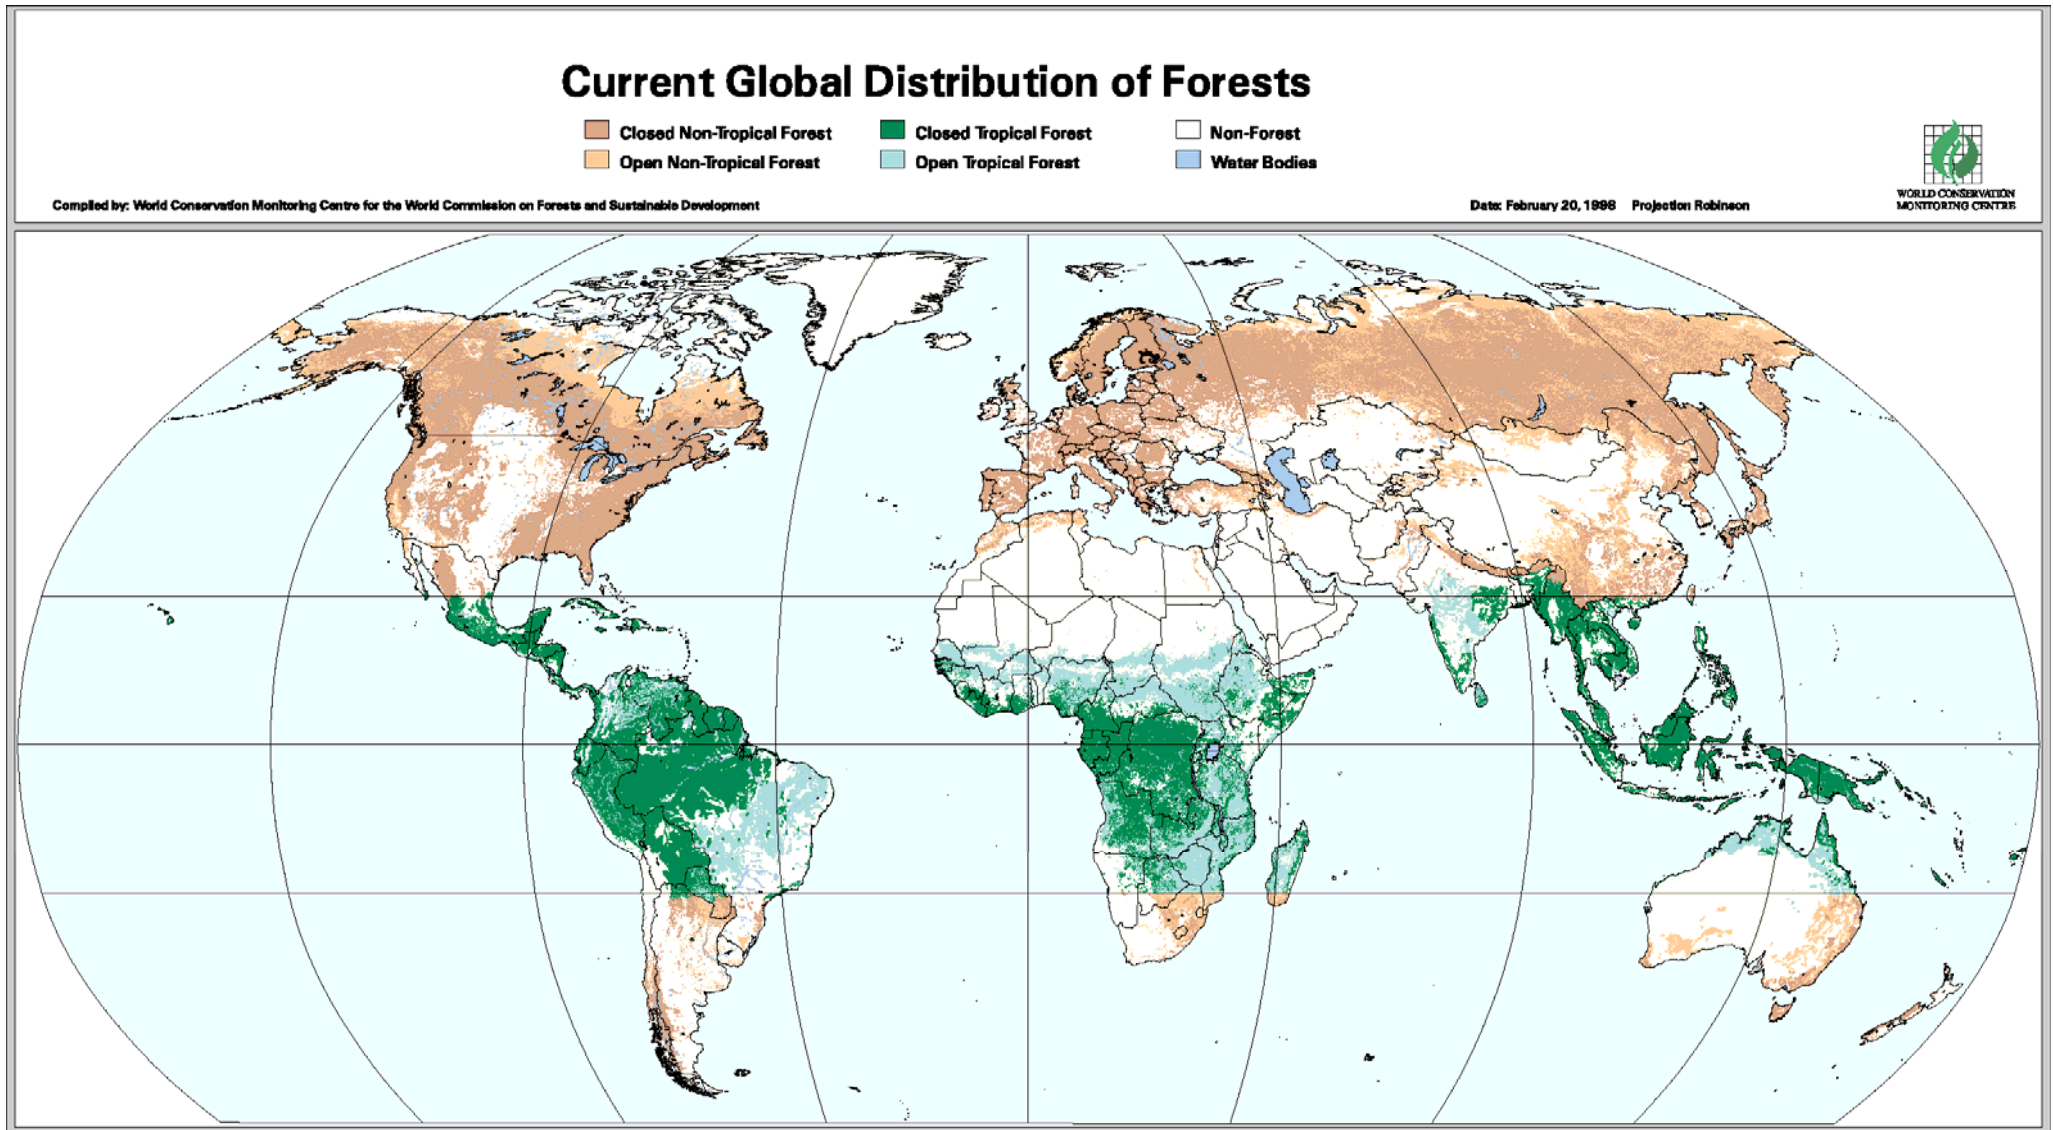 Current Global Distribution of Forests
Closed Non-Tropical Forest
Closed Tropical Forest
Non-Forest
Open Non-Tropical Forest
Open Tropical Forest
Water Bodies
Compiled by: World Conservation Monitoring Centre for the World Commission on Forests and Sustainable Development
Date: February 20, 1998 Projection Robinson
WORLD CONSERVATION
MONITORING CENTRE